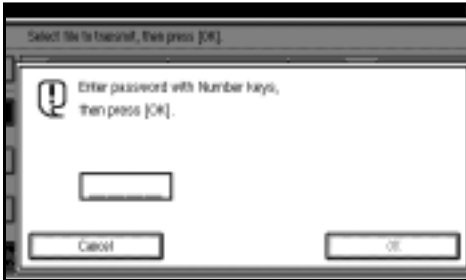 Select file to transmit, then press [OK].
Enter password with Number keys,
then press [OK].
Cancel
OK